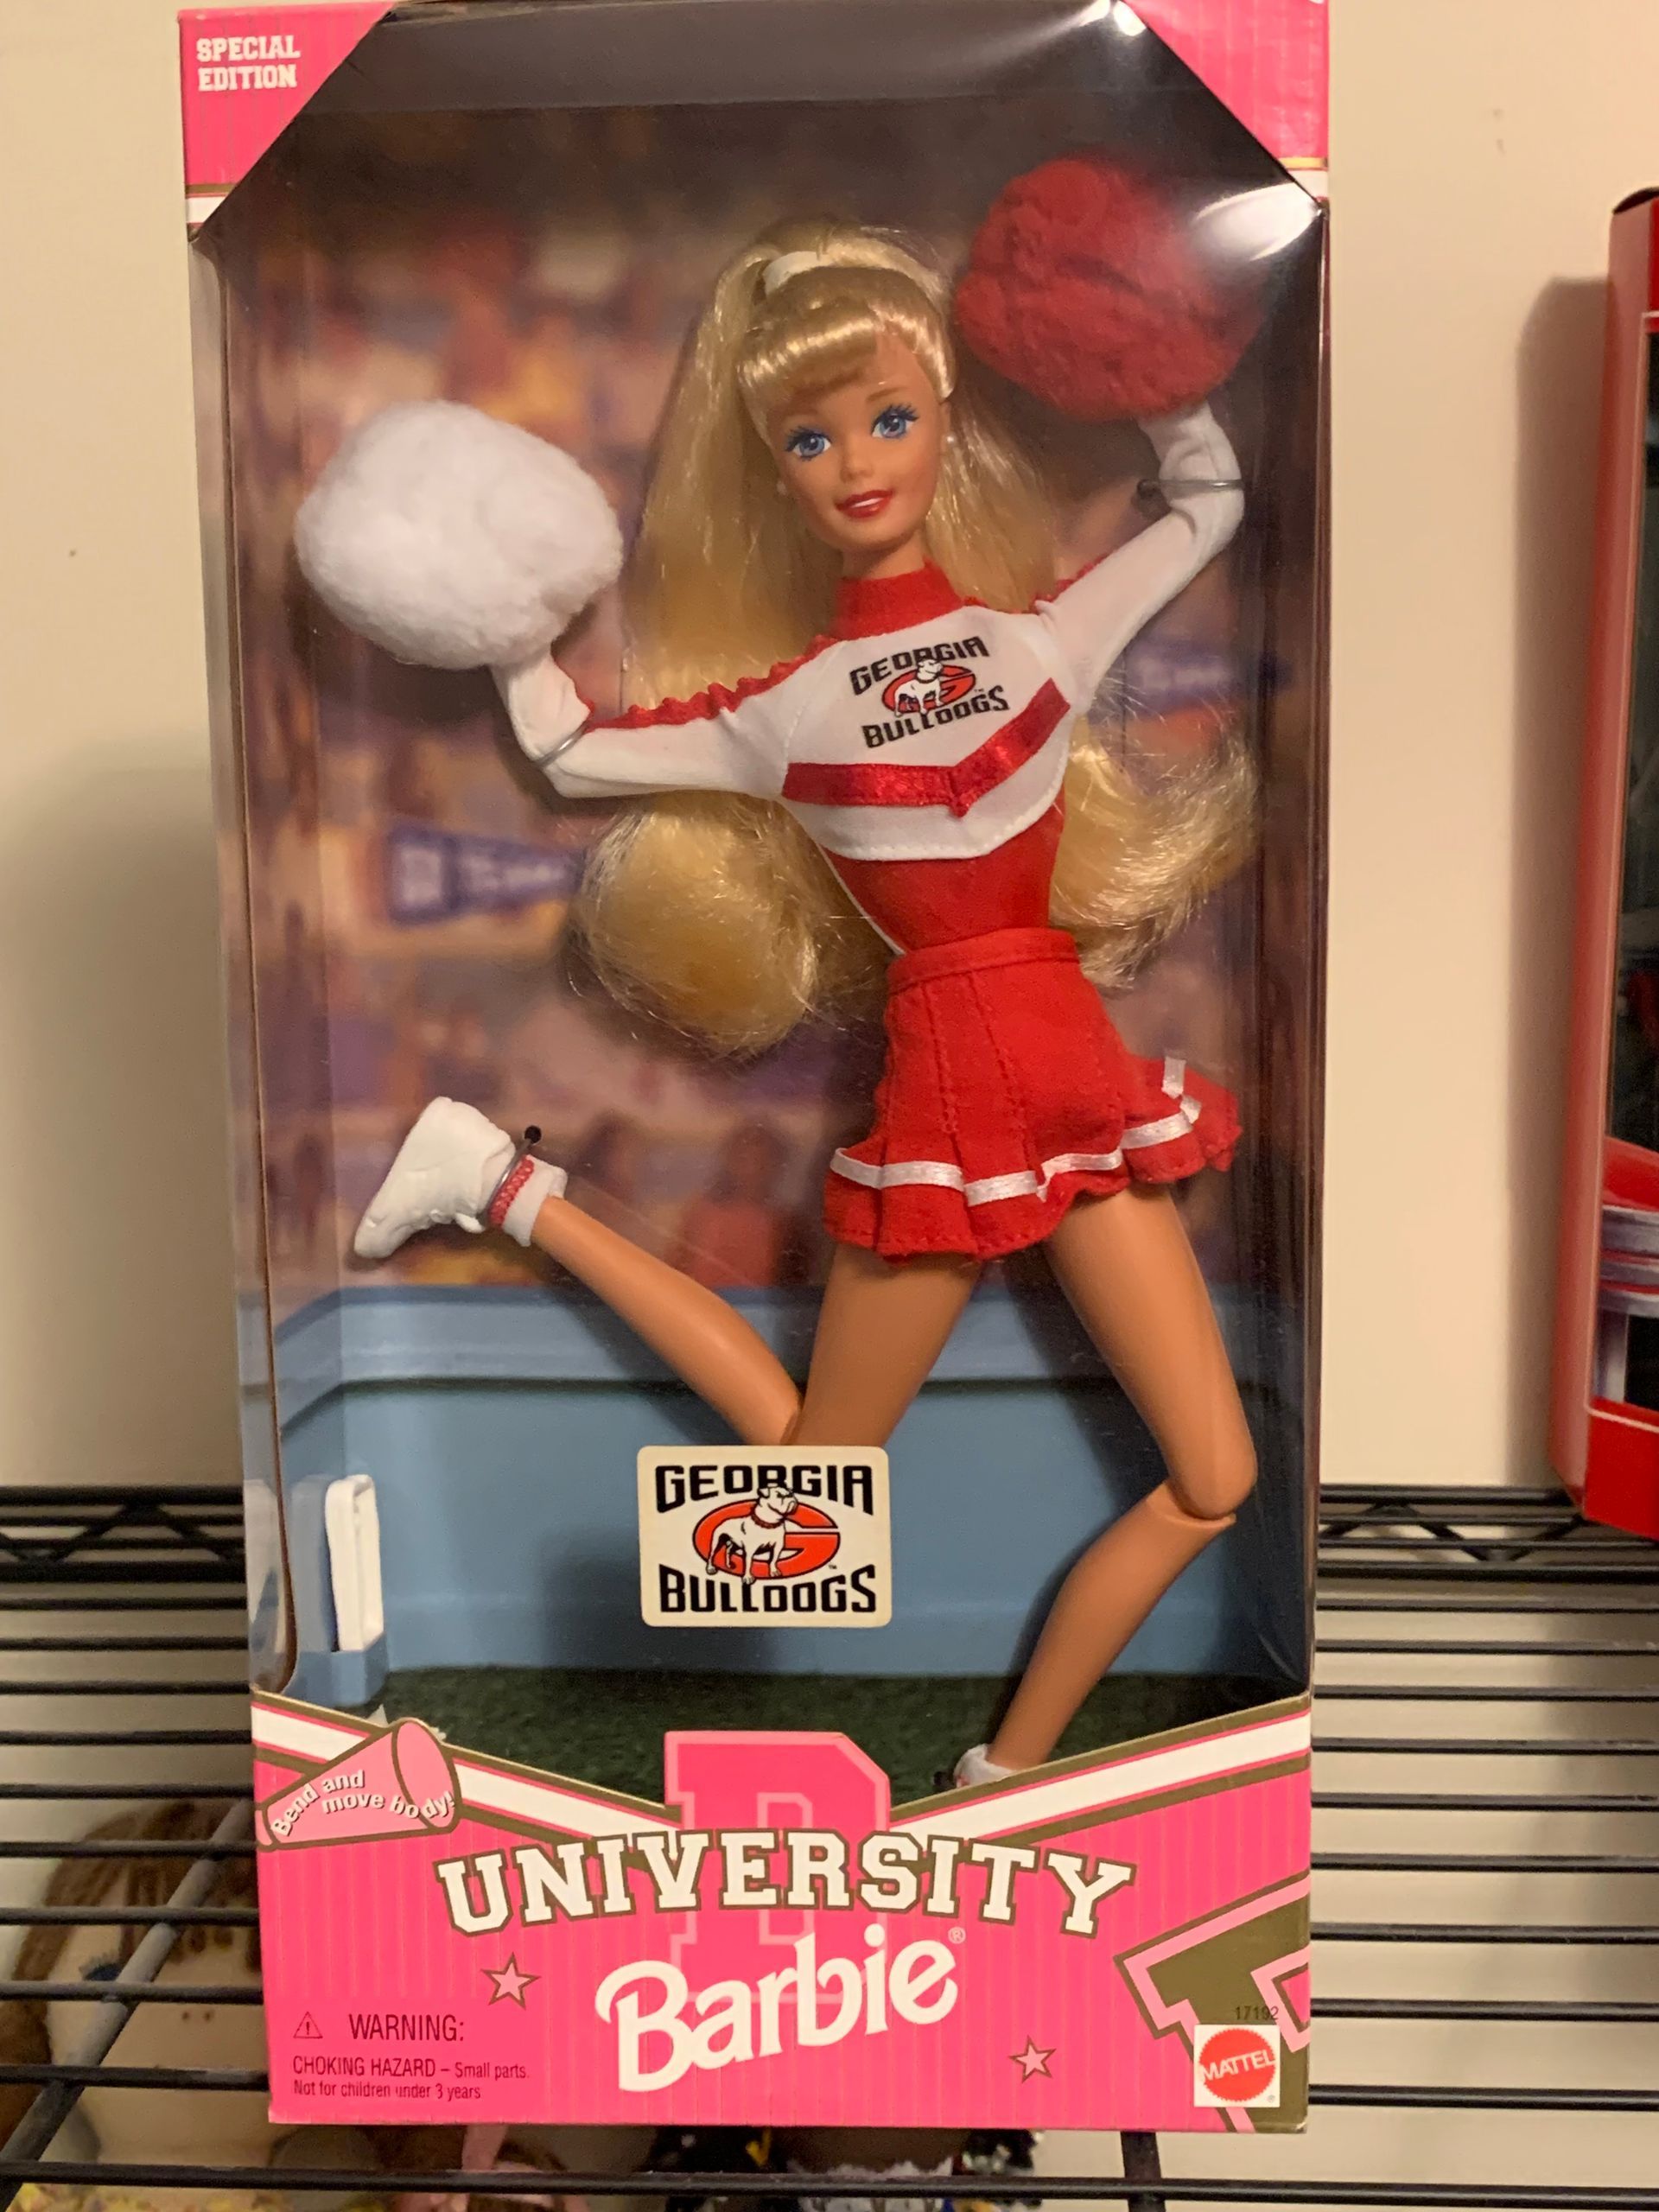 SPECIAL
EDITION
GEORGIA
G
BULLDOGS
GEORGIA
G
BULLDOGS
Bend and
move body!
B
UNIVERSITY
Barbie®
17192
⚠ WARNING:
CHOKING HAZARD – Small parts.
Not for children under 3 years
MATTEL